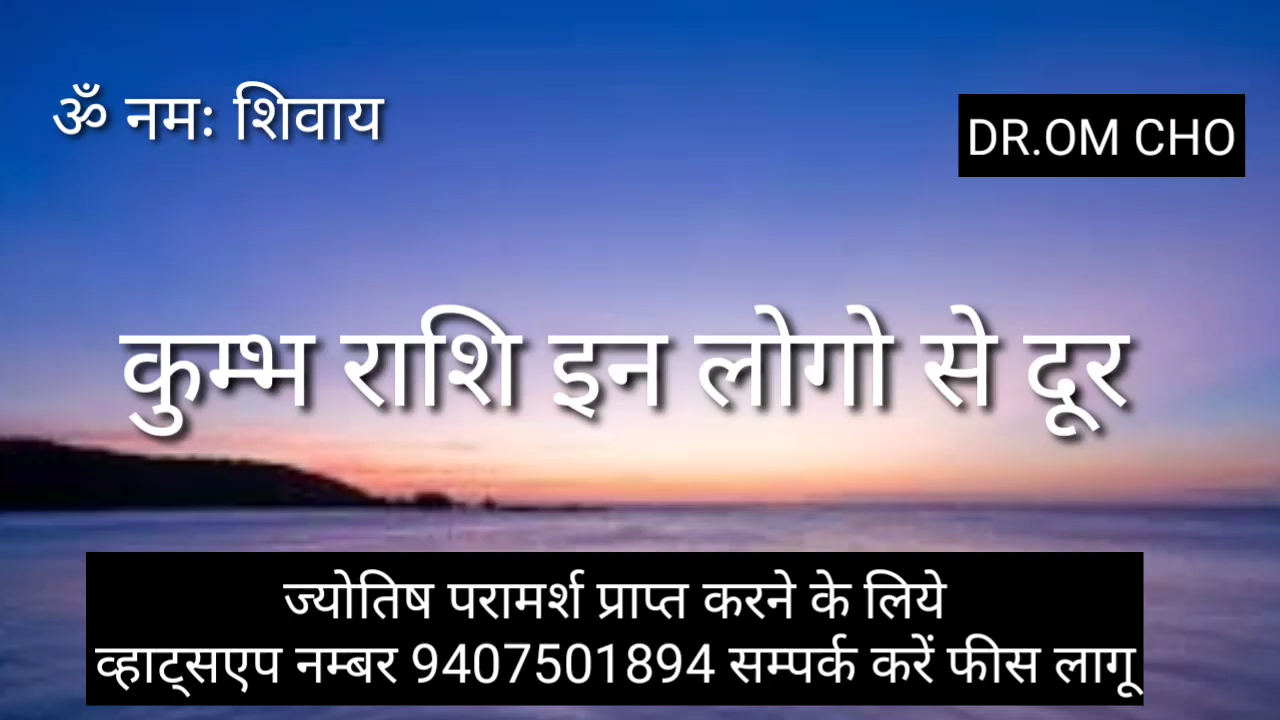 ॐ नमः शिवाय
DR.OM CHO
कुम्भ राशि इन लोगो से दूर
ज्योतिष परामर्श प्राप्त करने के लिये
व्हाट्सएप नम्बर 9407501894 सम्पर्क करें फीस लागू